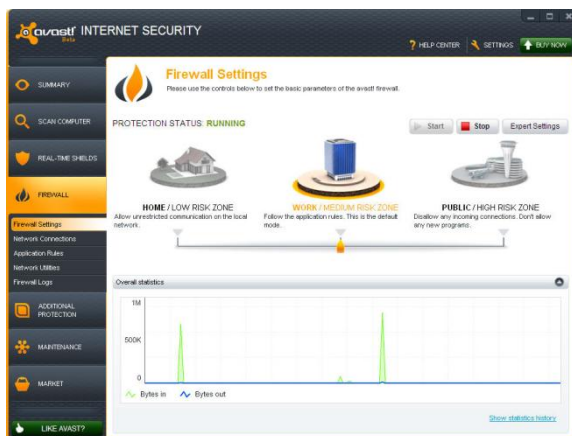 avast! INTERNET SECURITY
Beta
? HELP CENTER SETTINGS BUY NOW
SUMMARY
SCAN COMPUTER
REAL-TIME SHIELDS
FIREWALL
Firewall Settings
Network Connections
Application Rules
Network Utilities
Firewall Logs
ADDITIONAL
PROTECTION
MAINTENANCE
MARKET
LIKE AVAST?
Firewall Settings
Please use the controls below to set the basic parameters of the avast! firewall.
PROTECTION STATUS: RUNNING
Start Stop Expert Settings
HOME / LOW RISK ZONE
Allow unrestricted communication on the local
network.
WORK / MEDIUM RISK ZONE
Follow the application rules. This is the default
mode.
PUBLIC / HIGH RISK ZONE
Disallow any incoming connections. Don't allow
any new programs.
Overall statistics
1M
500K
0
Bytes in Bytes out
Show statistics history